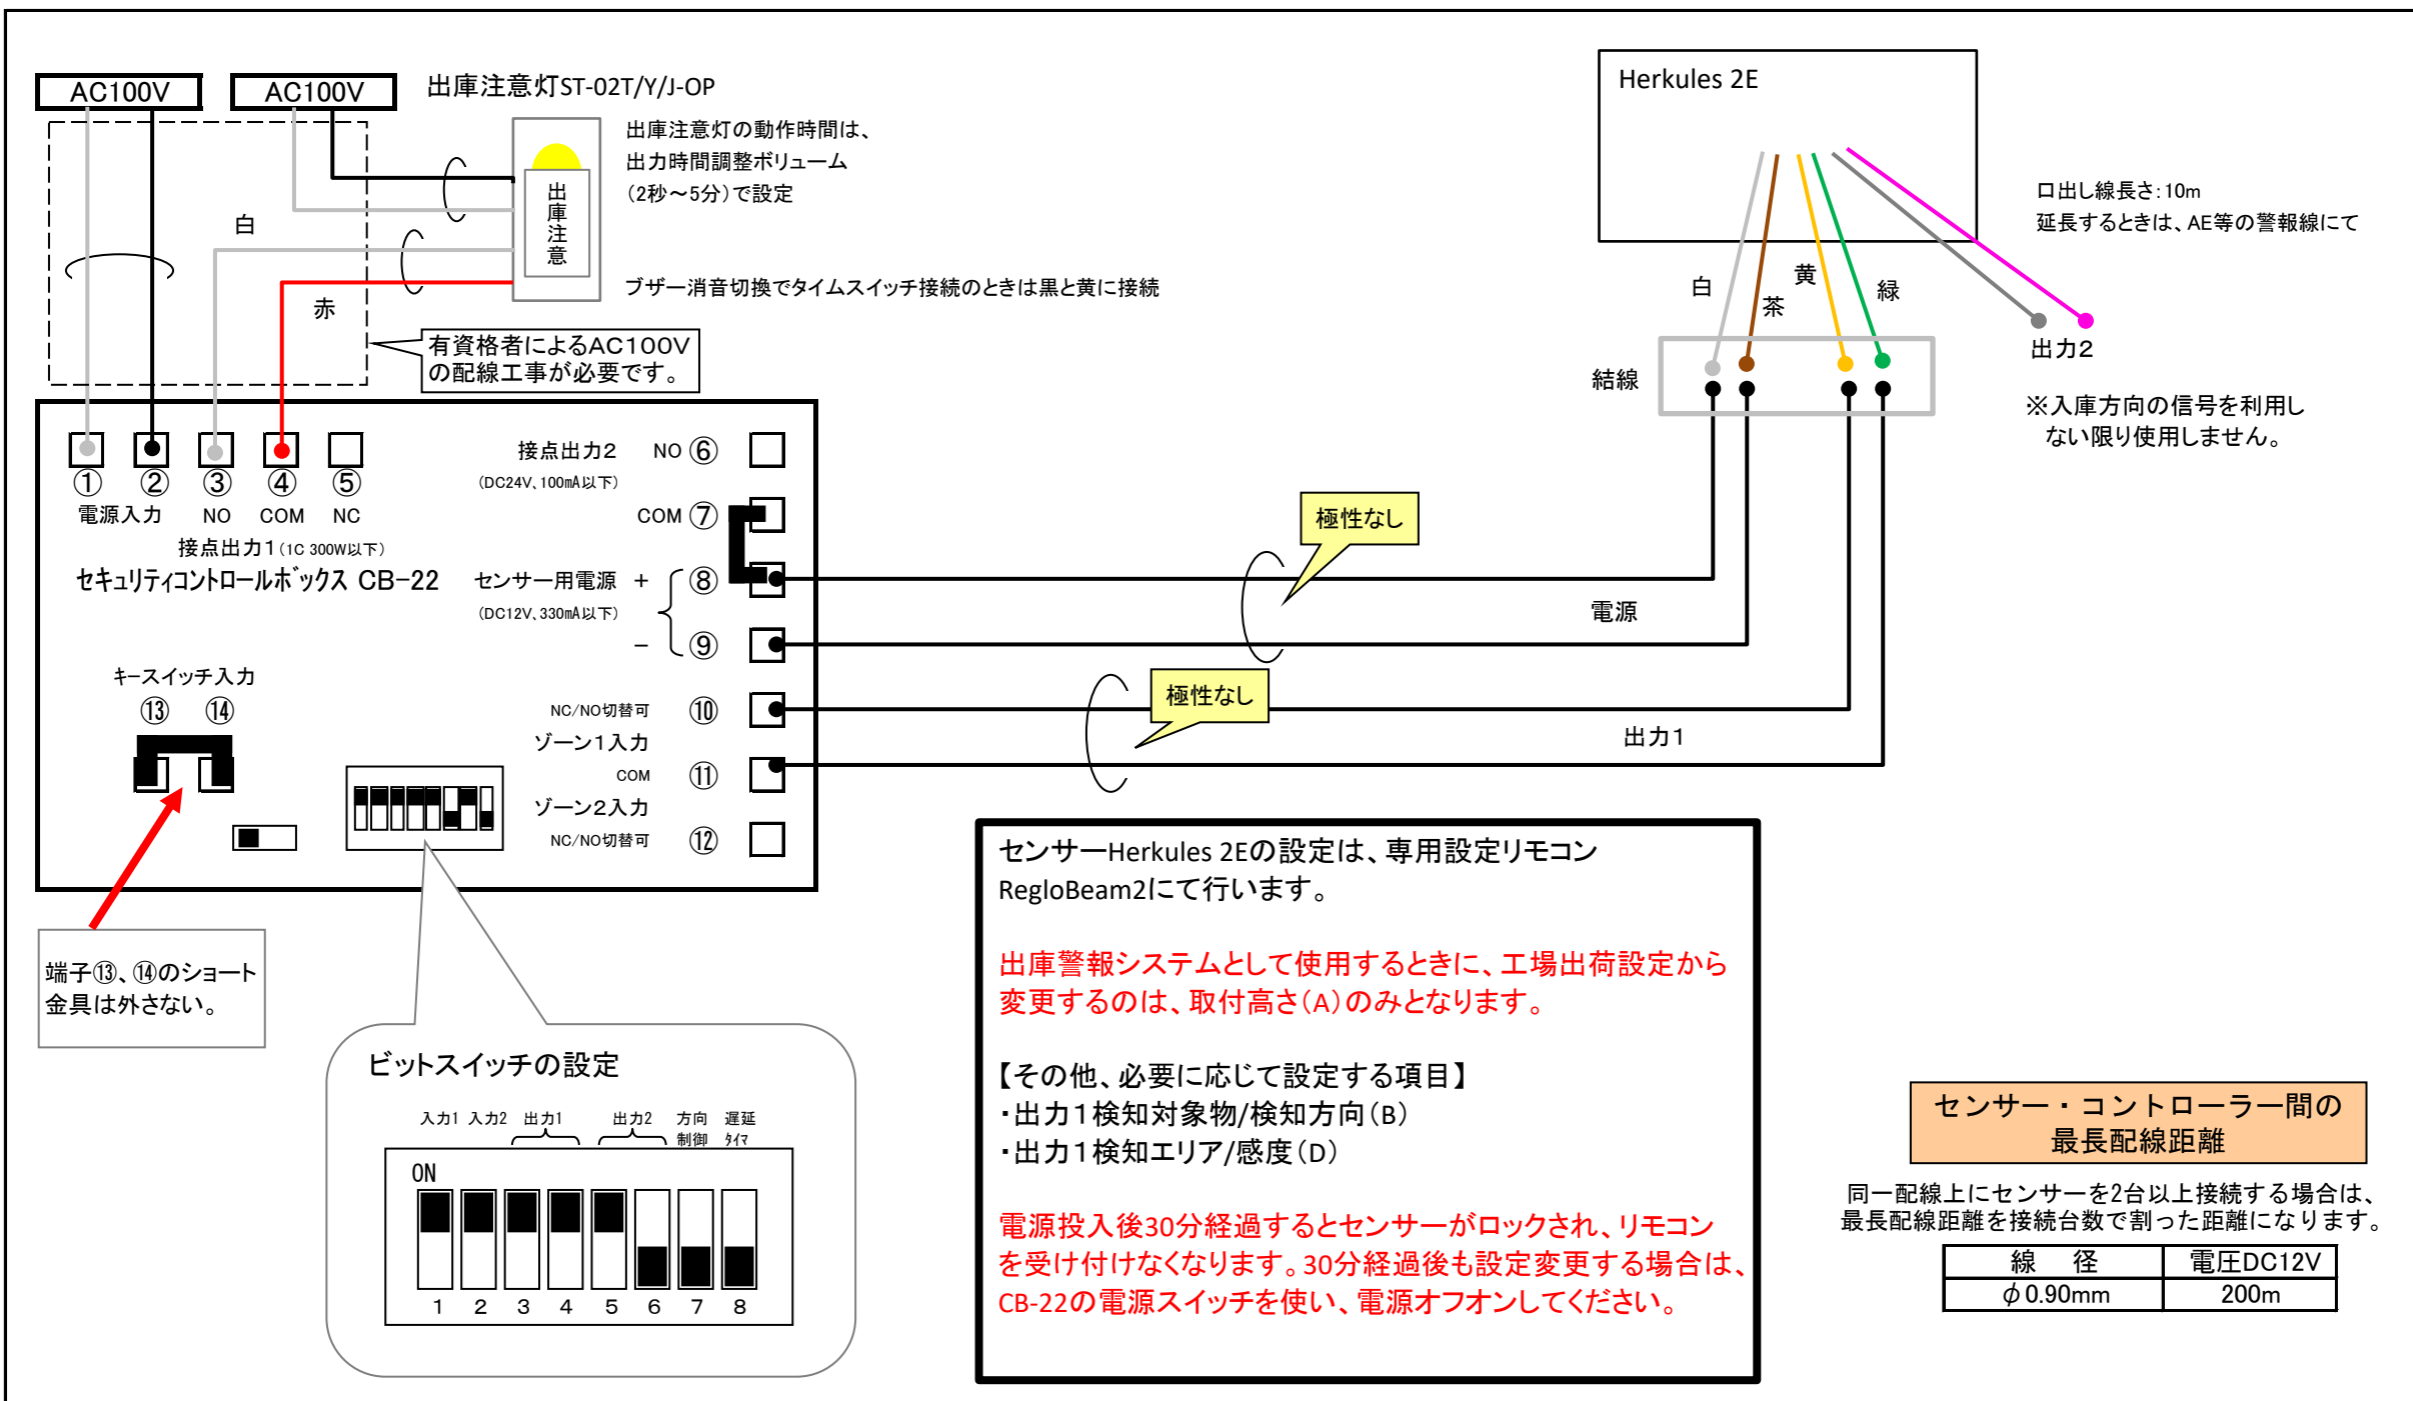 AC100V
AC100V
出庫注意灯ST-02T/Y/J-OP
出庫注意灯の動作時間は、
出力時間調整ボリューム
(2秒～5分)で設定
出庫注意
白
赤
ブザー消音切換でタイムスイッチ接続のときは黒と黄に接続
有資格者によるAC100V
の配線工事が必要です。
Herkules 2E
口出し線長さ:10m
延長するときは、AE等の警報線にて
白
茶
黄
緑
結線
出力2
※入庫方向の信号を利用し
ない限り使用しません。
① ② ③ ④ ⑤
電源入力 NO COM NC
接点出力1(1C 300W以下)
セキュリティコントロールボックス CB-22
接点出力2 NO ⑥
(DC24V、100mA以下)
COM ⑦
センサー用電源 + ⑧
(DC12V、330mA以下)
- ⑨
NC/NO切替可 ⑩
ゾーン1入力
COM ⑪
ゾーン2入力
NC/NO切替可 ⑫
キースイッチ入力
⑬ ⑭
極性なし
電源
極性なし
出力1
端子⑬、⑭のショート
金具は外さない。
ビットスイッチの設定
入力1 入力2 出力1 出力2 方向 遅延
制御 タイマ
ON
1 2 3 4 5 6 7 8
センサーHerkules 2Eの設定は、専用設定リモコン
RegloBeam2にて行います。
出庫警報システムとして使用するときに、工場出荷設定から
変更するのは、取付高さ(A)のみとなります。
【その他、必要に応じて設定する項目】
・出力1検知対象物/検知方向(B)
・出力1検知エリア/感度(D)
電源投入後30分経過するとセンサーがロックされ、リモコン
を受け付けなくなります。30分経過後も設定変更する場合は、
CB-22の電源スイッチを使い、電源オフオンしてください。
センサー・コントローラー間の
最長配線距離
同一配線上にセンサーを2台以上接続する場合は、
最長配線距離を接続台数で割った距離になります。
線 径 電圧DC12V
φ0.90mm 200m